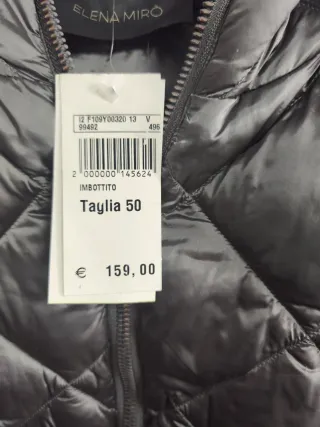 ELENA MIRÒ
I2 F109Y00320 13 V
99482 496
2 000000 145624
IMBOTTITO
Taylia 50
€ 159,00